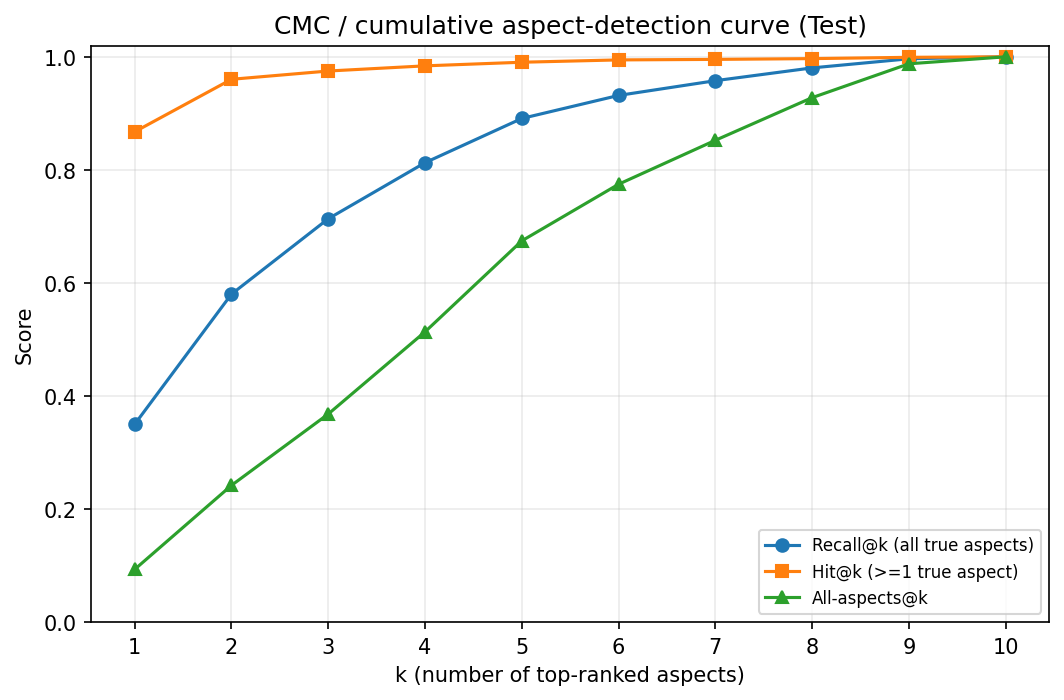 CMC / cumulative aspect-detection curve (Test)
1.0
0.8
0.6
0.4
0.2
0.0
Score
Recall@k (all true aspects)
Hit@k (>=1 true aspect)
All-aspects@k
1 2 3 4 5 6 7 8 9 10
k (number of top-ranked aspects)